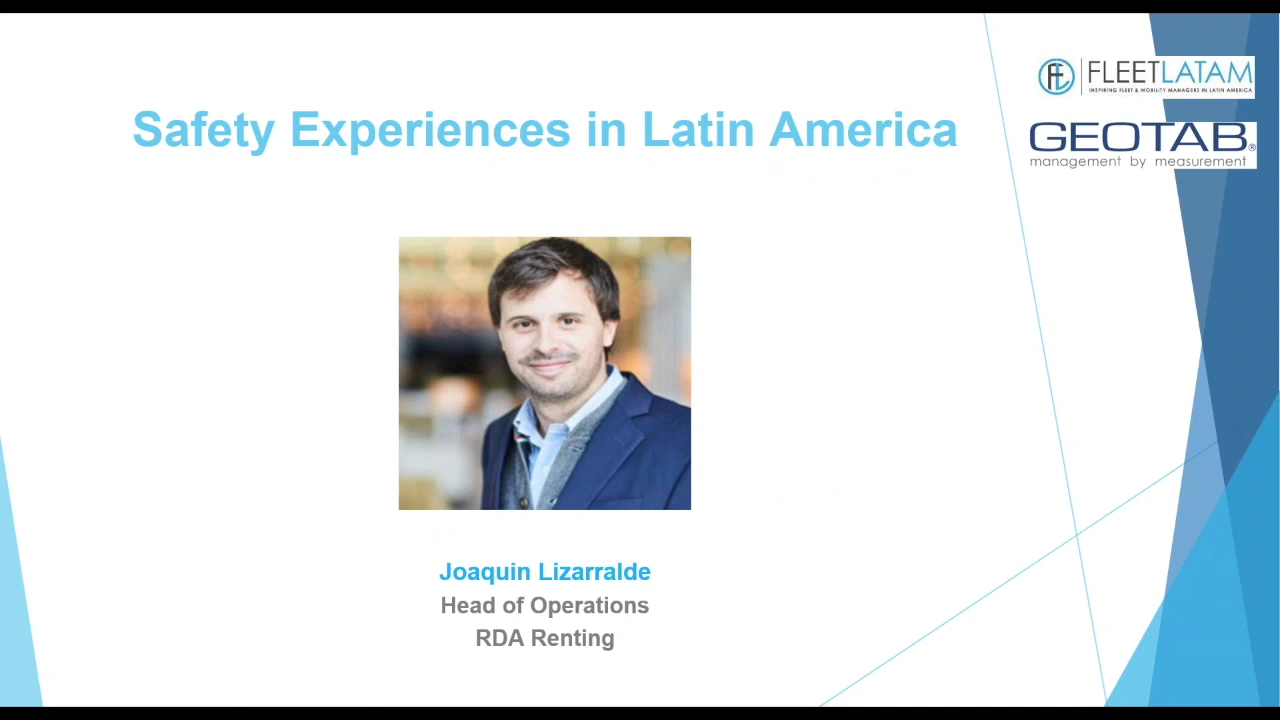 FLEETLATAM
INSPIRING FLEET & MOBILITY MANAGERS IN LATIN AMERICA
GEOTAB®
management by measurement
Safety Experiences in Latin America
Joaquin Lizarralde
Head of Operations
RDA Renting